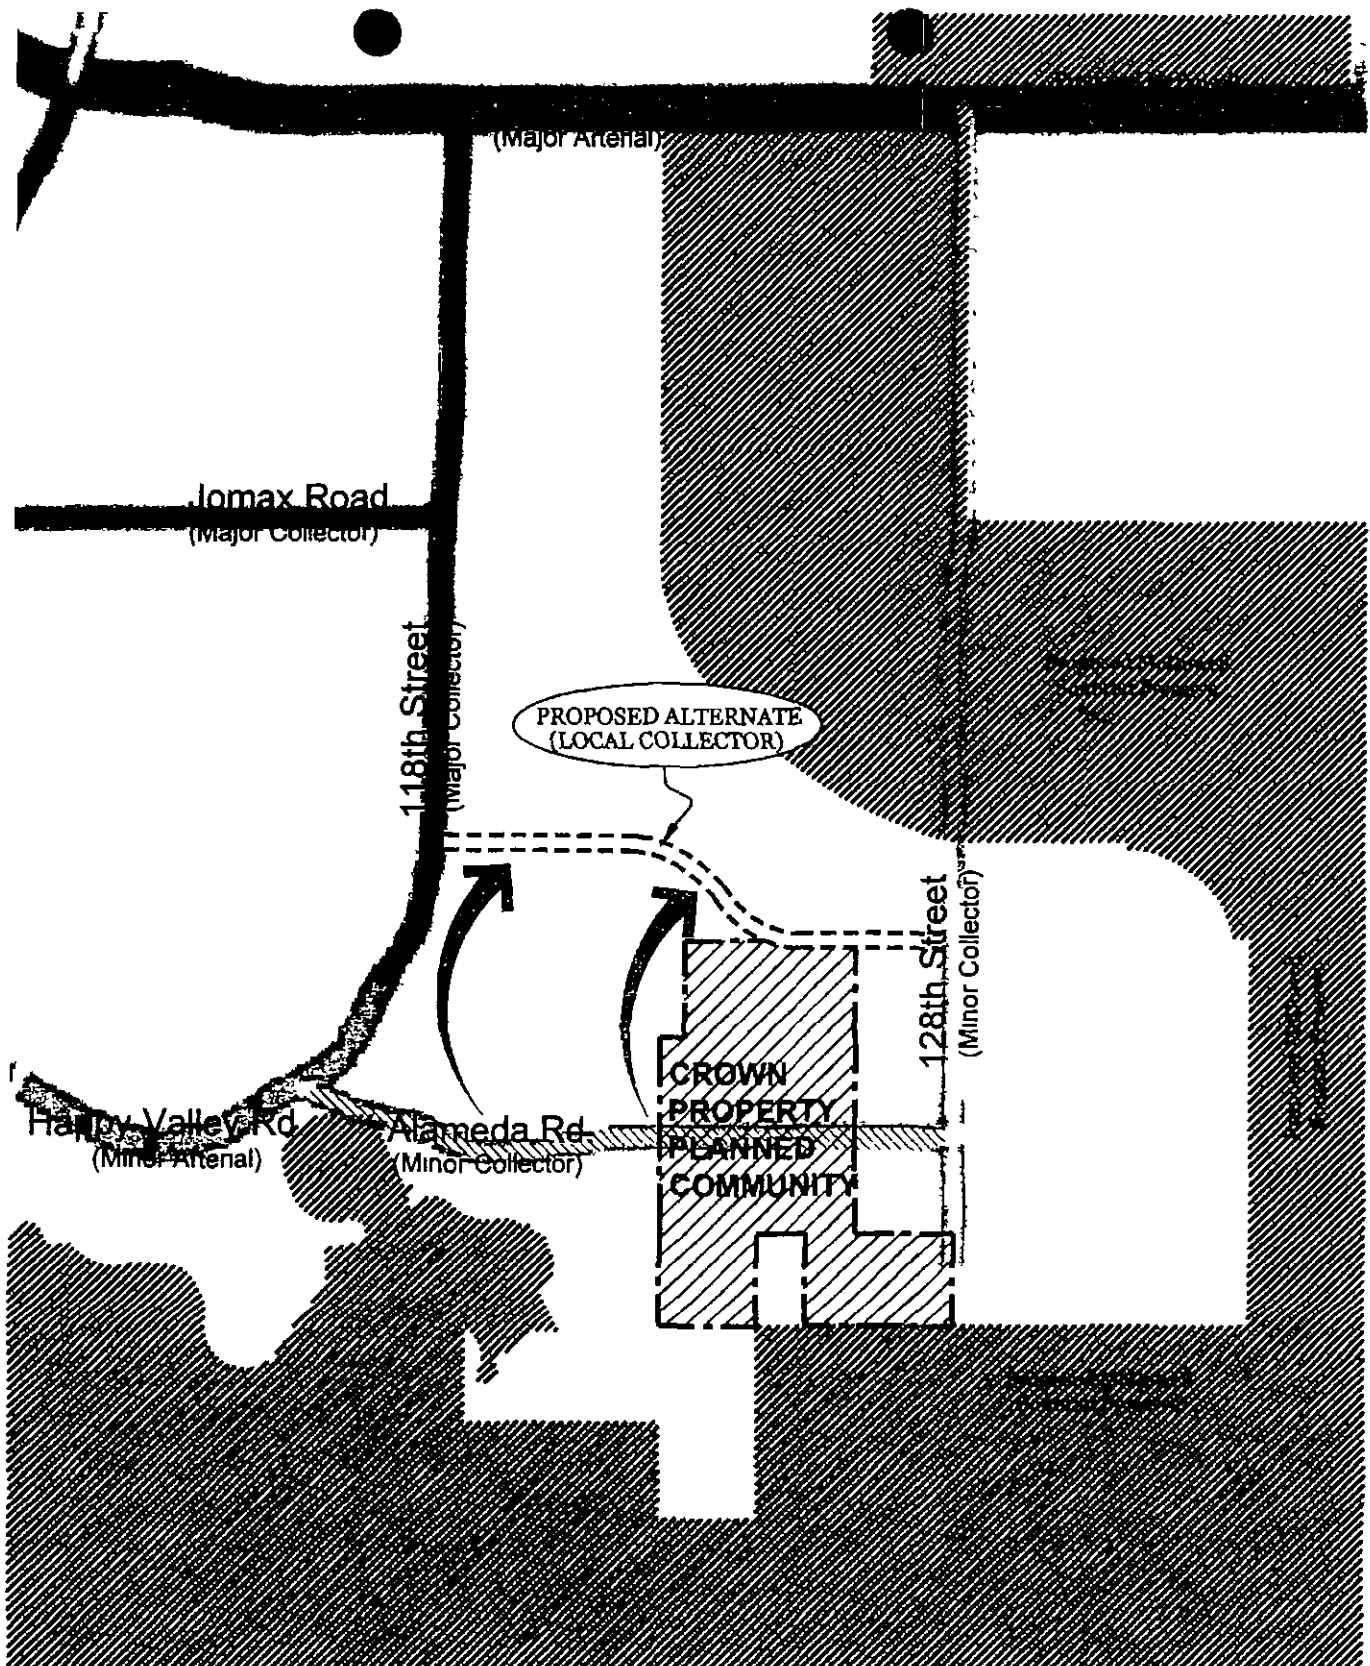 (Major Arterial)
Jomax Road
(Major Collector)
118th Street
(Major Collector)
PROPOSED ALTERNATE
(LOCAL COLLECTOR)
128th Street
(Minor Collector)
CROWN
PROPERTY
PLANNED
COMMUNITY
r
Happy Valley Rd
(Minor Arterial)
Alameda Rd
(Minor Collector)